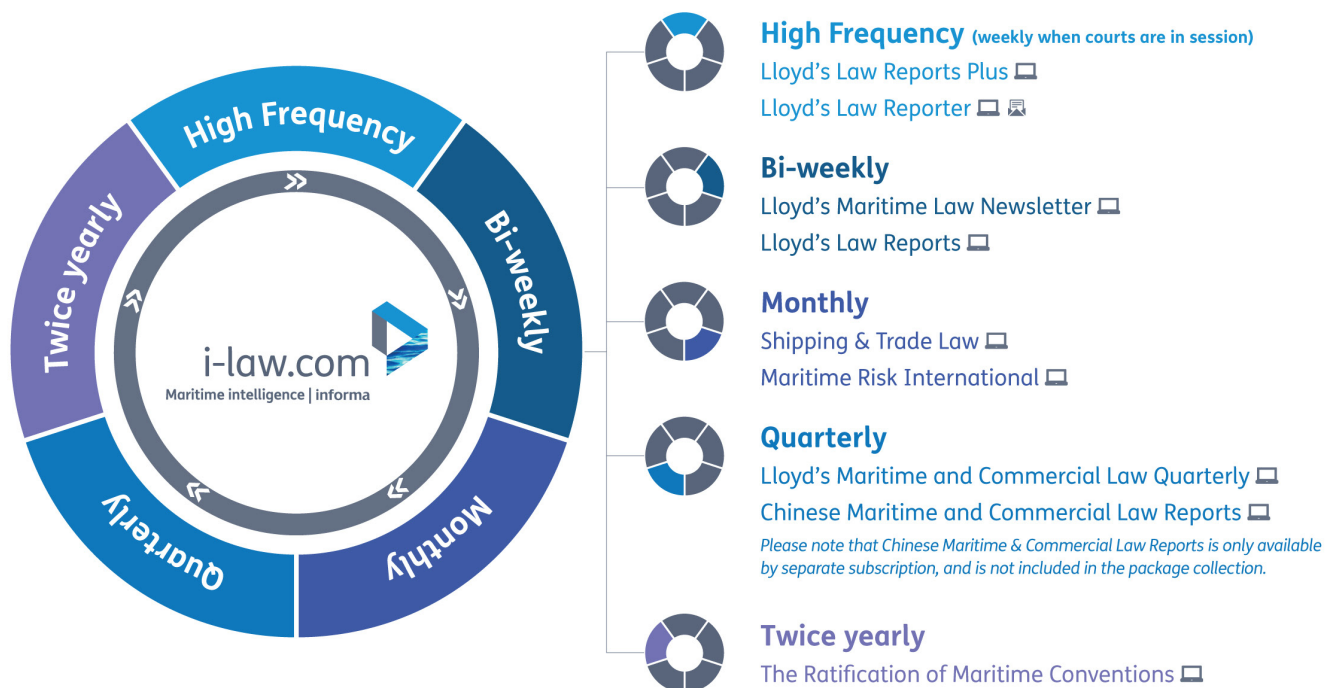 High Frequency
Bi-weekly
Monthly
Quarterly
Twice yearly
i-law.com
Maritime intelligence | informa
High Frequency (weekly when courts are in session)
Lloyd's Law Reports Plus
Lloyd's Law Reporter
Bi-weekly
Lloyd's Maritime Law Newsletter
Lloyd's Law Reports
Monthly
Shipping & Trade Law
Maritime Risk International
Quarterly
Lloyd's Maritime and Commercial Law Quarterly
Chinese Maritime and Commercial Law Reports
Please note that Chinese Maritime & Commercial Law Reports is only available
by separate subscription, and is not included in the package collection.
Twice yearly
The Ratification of Maritime Conventions